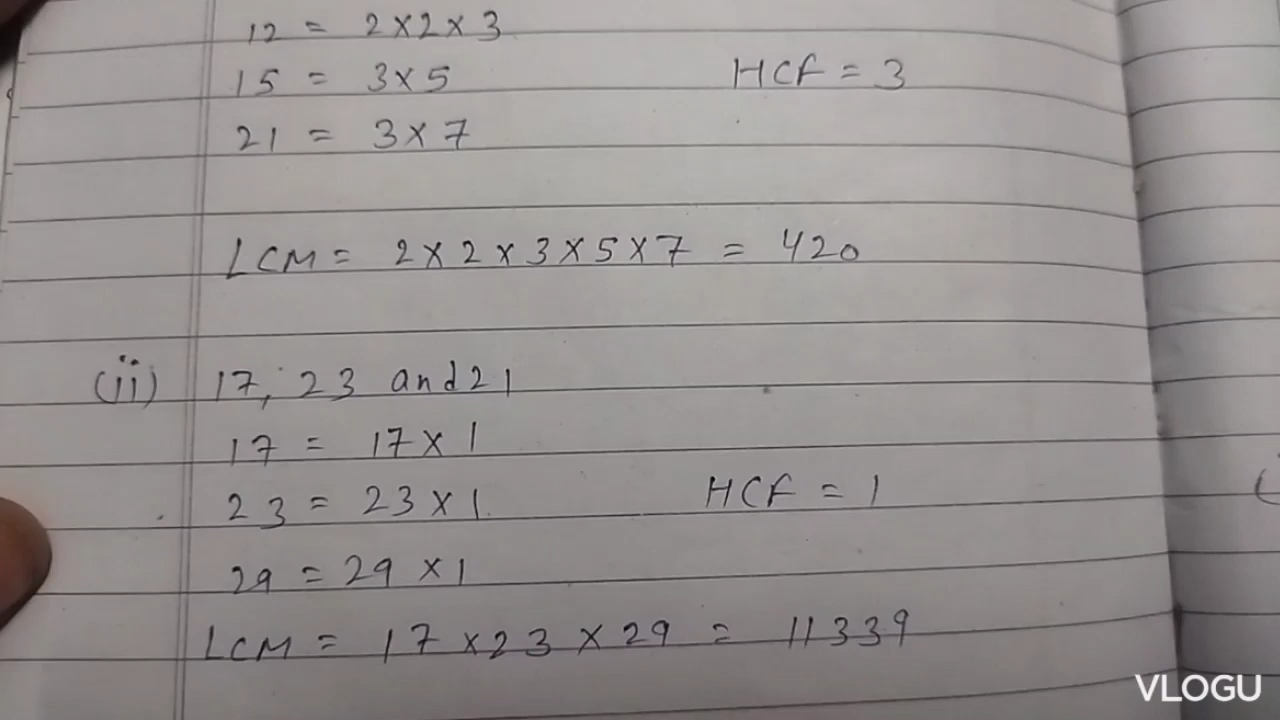 12 = 2×2×3
15 = 3×5 HCF = 3
21 = 3×7
LCM = 2×2×3×5×7 = 420
(ii) 17, 23 and 21
17 = 17×1
23 = 23×1 HCF = 1
29 = 29×1
LCM = 17×23×29 = 11339
VLOGU